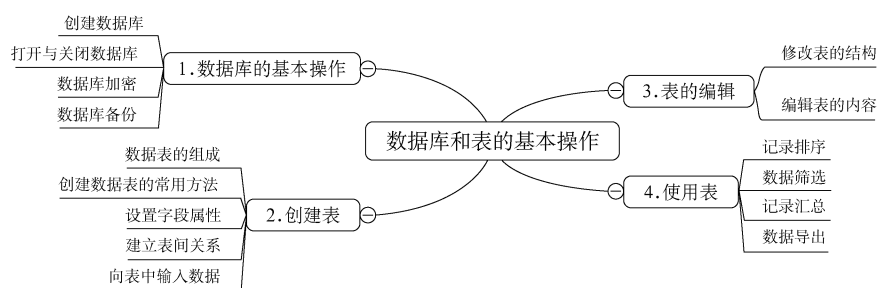 数据库和表的基本操作
1.数据库的基本操作
创建数据库
打开与关闭数据库
数据库加密
数据库备份
2.创建表
数据表的组成
创建数据表的常用方法
设置字段属性
建立表间关系
向表中输入数据
3.表的编辑
修改表的结构
编辑表的内容
4.使用表
记录排序
数据筛选
记录汇总
数据导出